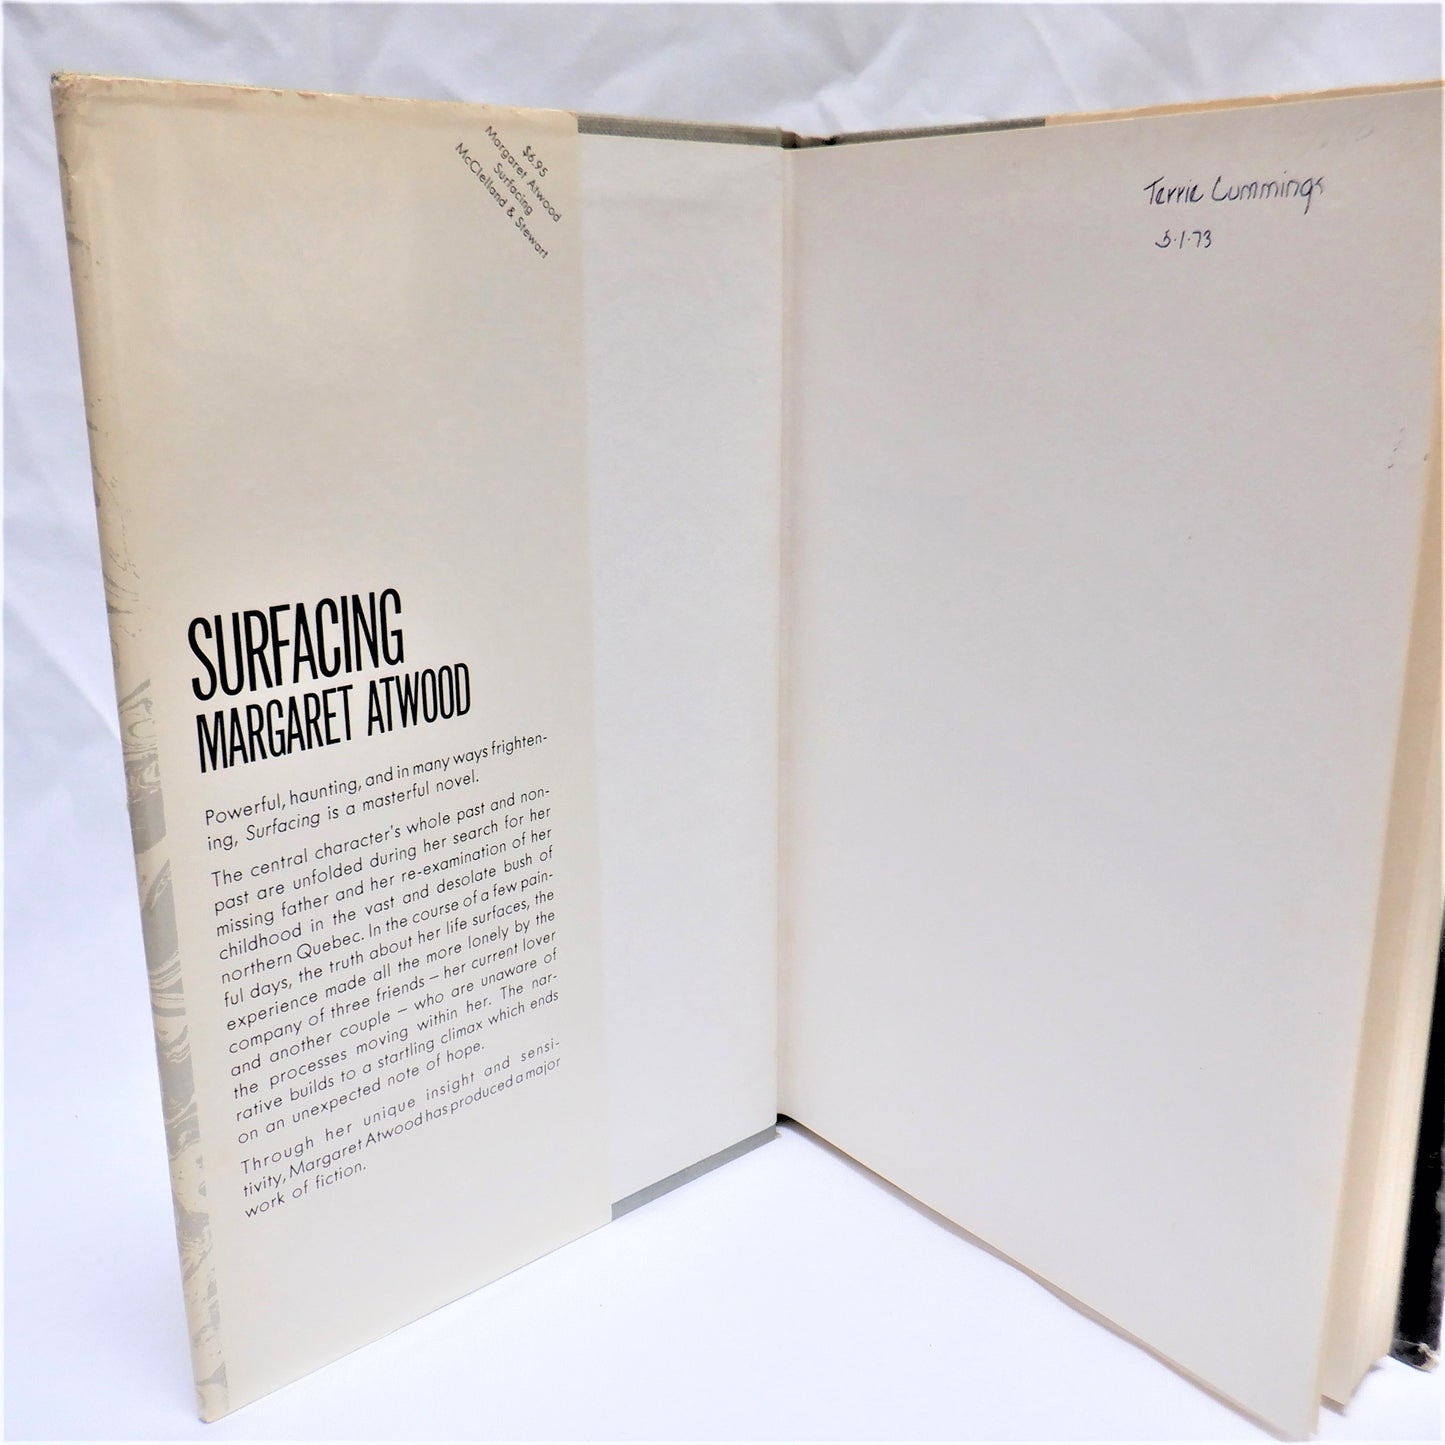 $6.95
Margaret Atwood
Surfacing
McClelland & Stewart
SURFACING
MARGARET ATWOOD
Powerful, haunting, and in many ways frighten-
ing, Surfacing is a masterful novel.
The central character's whole past and non-
past are unfolded during her search for her
missing father and her re-examination of her
childhood in the vast and desolate bush of
northern Quebec. In the course of a few pain-
ful days, the truth about her life surfaces, the
experience made all the more lonely by the
company of three friends – her current lover
and another couple – who are unaware of
the processes moving within her. The nar-
rative builds to a startling climax which ends
on an unexpected note of hope.
Through her unique insight and sensi-
tivity, Margaret Atwood has produced a major
work of fiction.
Terrie Cummings
5.1.73